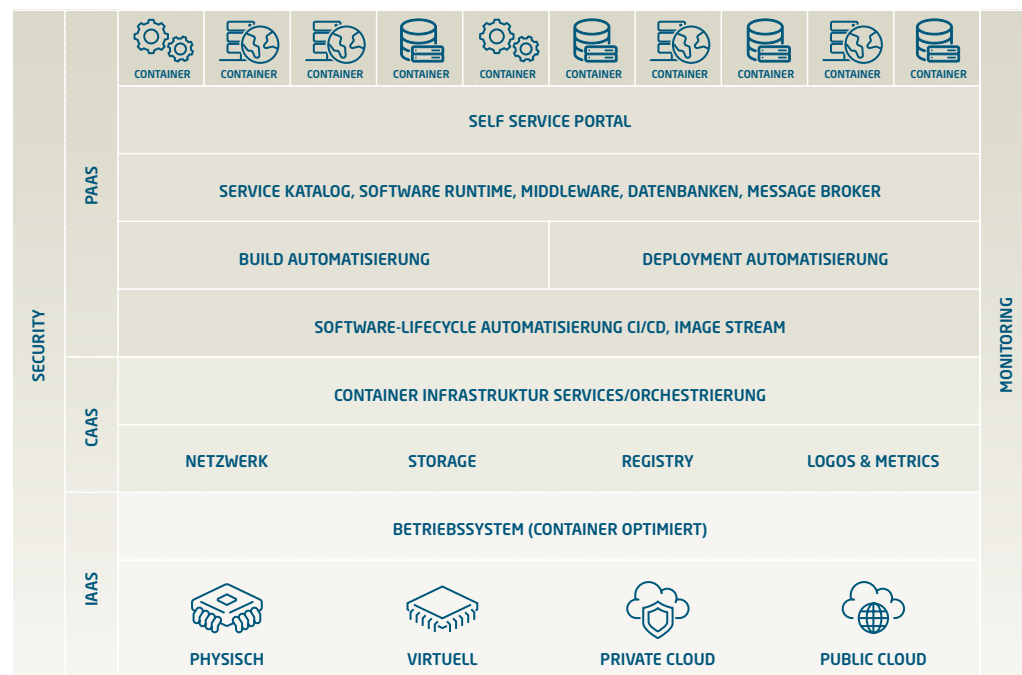 CONTAINER
CONTAINER
CONTAINER
CONTAINER
CONTAINER
CONTAINER
CONTAINER
CONTAINER
CONTAINER
CONTAINER
SECURITY
PAAS
SELF SERVICE PORTAL
SERVICE KATALOG, SOFTWARE RUNTIME, MIDDLEWARE, DATENBANKEN, MESSAGE BROKER
BUILD AUTOMATISIERUNG
DEPLOYMENT AUTOMATISIERUNG
SOFTWARE-LIFECYCLE AUTOMATISIERUNG CI/CD, IMAGE STREAM
CAAS
CONTAINER INFRASTRUKTUR SERVICES/ORCHESTRIERUNG
NETZWERK
STORAGE
REGISTRY
LOGOS & METRICS
IAAS
BETRIEBSSYSTEM (CONTAINER OPTIMIERT)
PHYSISCH
VIRTUELL
PRIVATE CLOUD
PUBLIC CLOUD
MONITORING